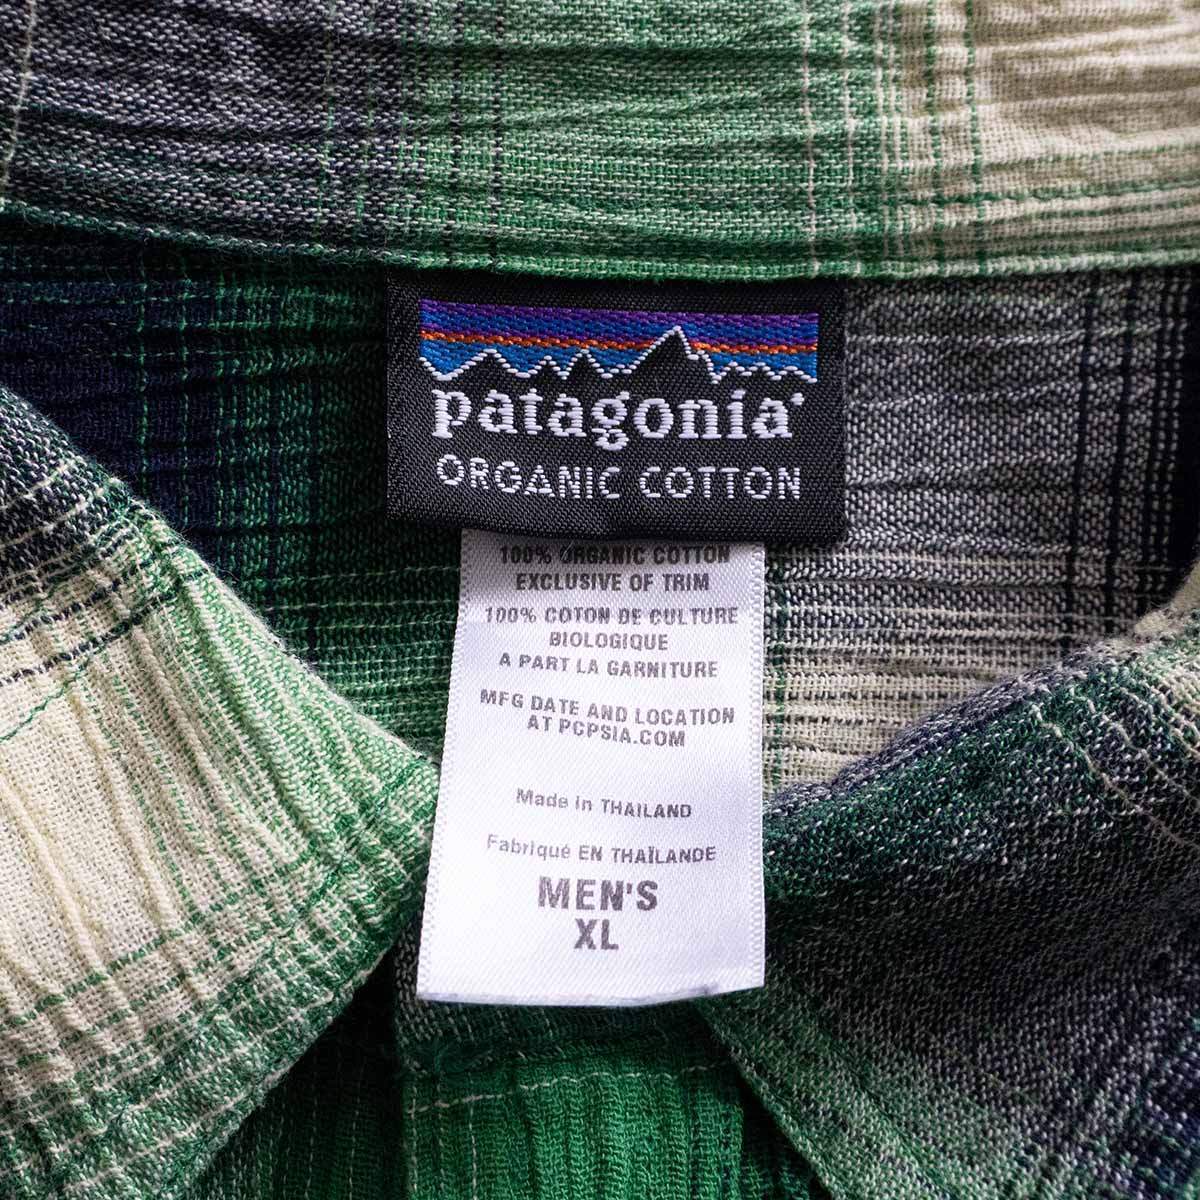 patagonia
ORGANIC COTTON
100% ORGANIC COTTON
EXCLUSIVE OF TRIM
100% COTON DE CULTURE
BIOLOGIQUE
A PART LA GARNITURE
MFG DATE AND LOCATION
AT PCPSIA.COM
Made in THAILAND
Fabriqué EN THAÏLANDE
MEN'S
XL